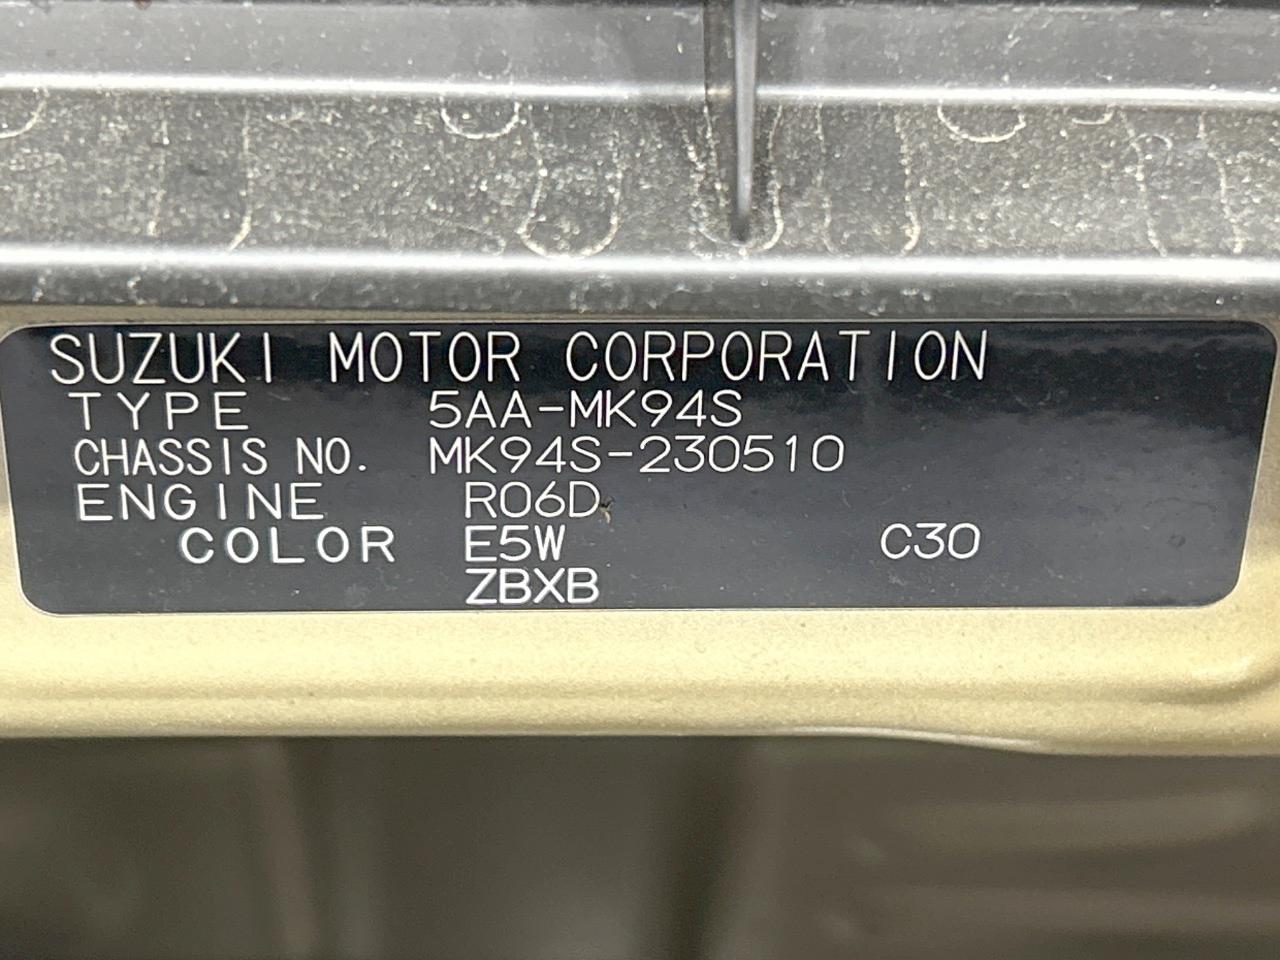 SUZUKI MOTOR CORPORATION
TYPE 5AA-MK94S
CHASSIS NO. MK94S-230510
ENGINE R06D
COLOR E5W C30
ZBXB